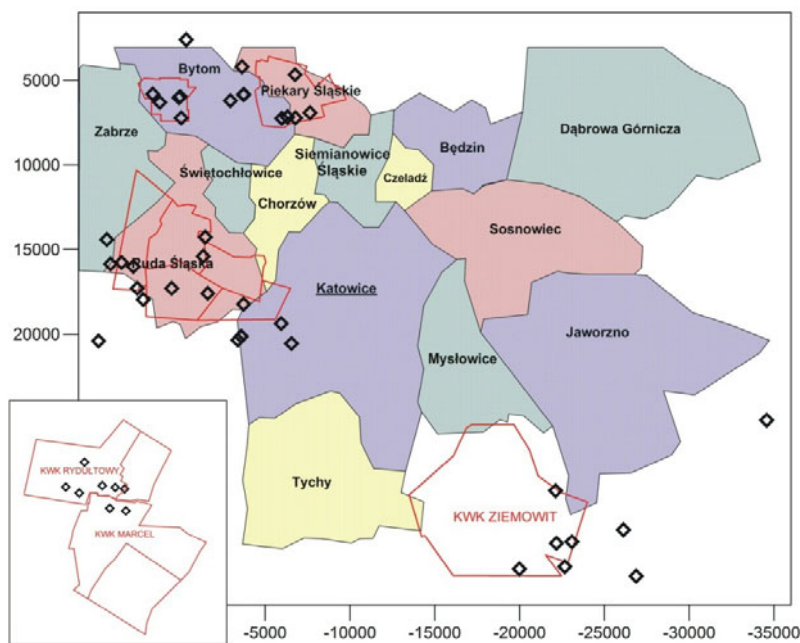 5000
10000
15000
20000
Bytom
Piekary Śląskie
Zabrze
Dąbrowa Górnicza
Będzin
Siemianowice
Śląskie
Świętochłowice
Czeladź
Chorzów
Sosnowiec
Ruda Śląska
Katowice
Jaworzno
Mysłowice
Tychy
KWK ZIEMOWIT
KWK RYDUŁTOWY
KWK MARCEL
-5000 -10000 -15000 -20000 -25000 -30000 -35000